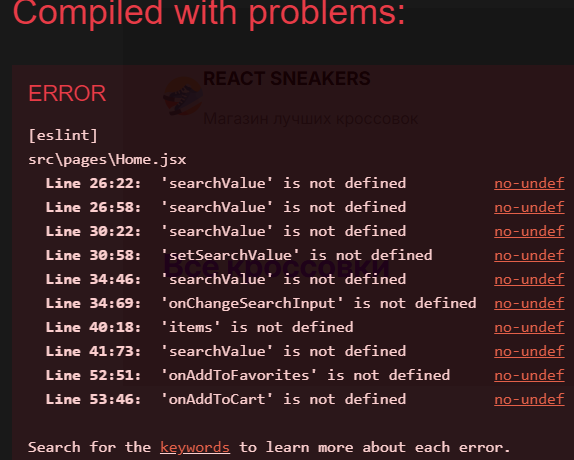 Compiled with problems:
REACT SNEAKERS
Магазин лучших кроссовок
ERROR
[eslint]
src\pages\Home.jsx
Line 26:22: 'searchValue' is not defined no-undef
Line 26:58: 'searchValue' is not defined no-undef
Line 30:22: 'searchValue' is not defined no-undef
Line 30:58: 'setSearchValue' is not defined no-undef
Все кроссовки
Line 34:46: 'searchValue' is not defined no-undef
Line 34:69: 'onChangeSearchInput' is not defined no-undef
Line 40:18: 'items' is not defined no-undef
Line 41:73: 'searchValue' is not defined no-undef
Line 52:51: 'onAddToFavorites' is not defined no-undef
Line 53:46: 'onAddToCart' is not defined no-undef
Search for the keywords to learn more about each error.